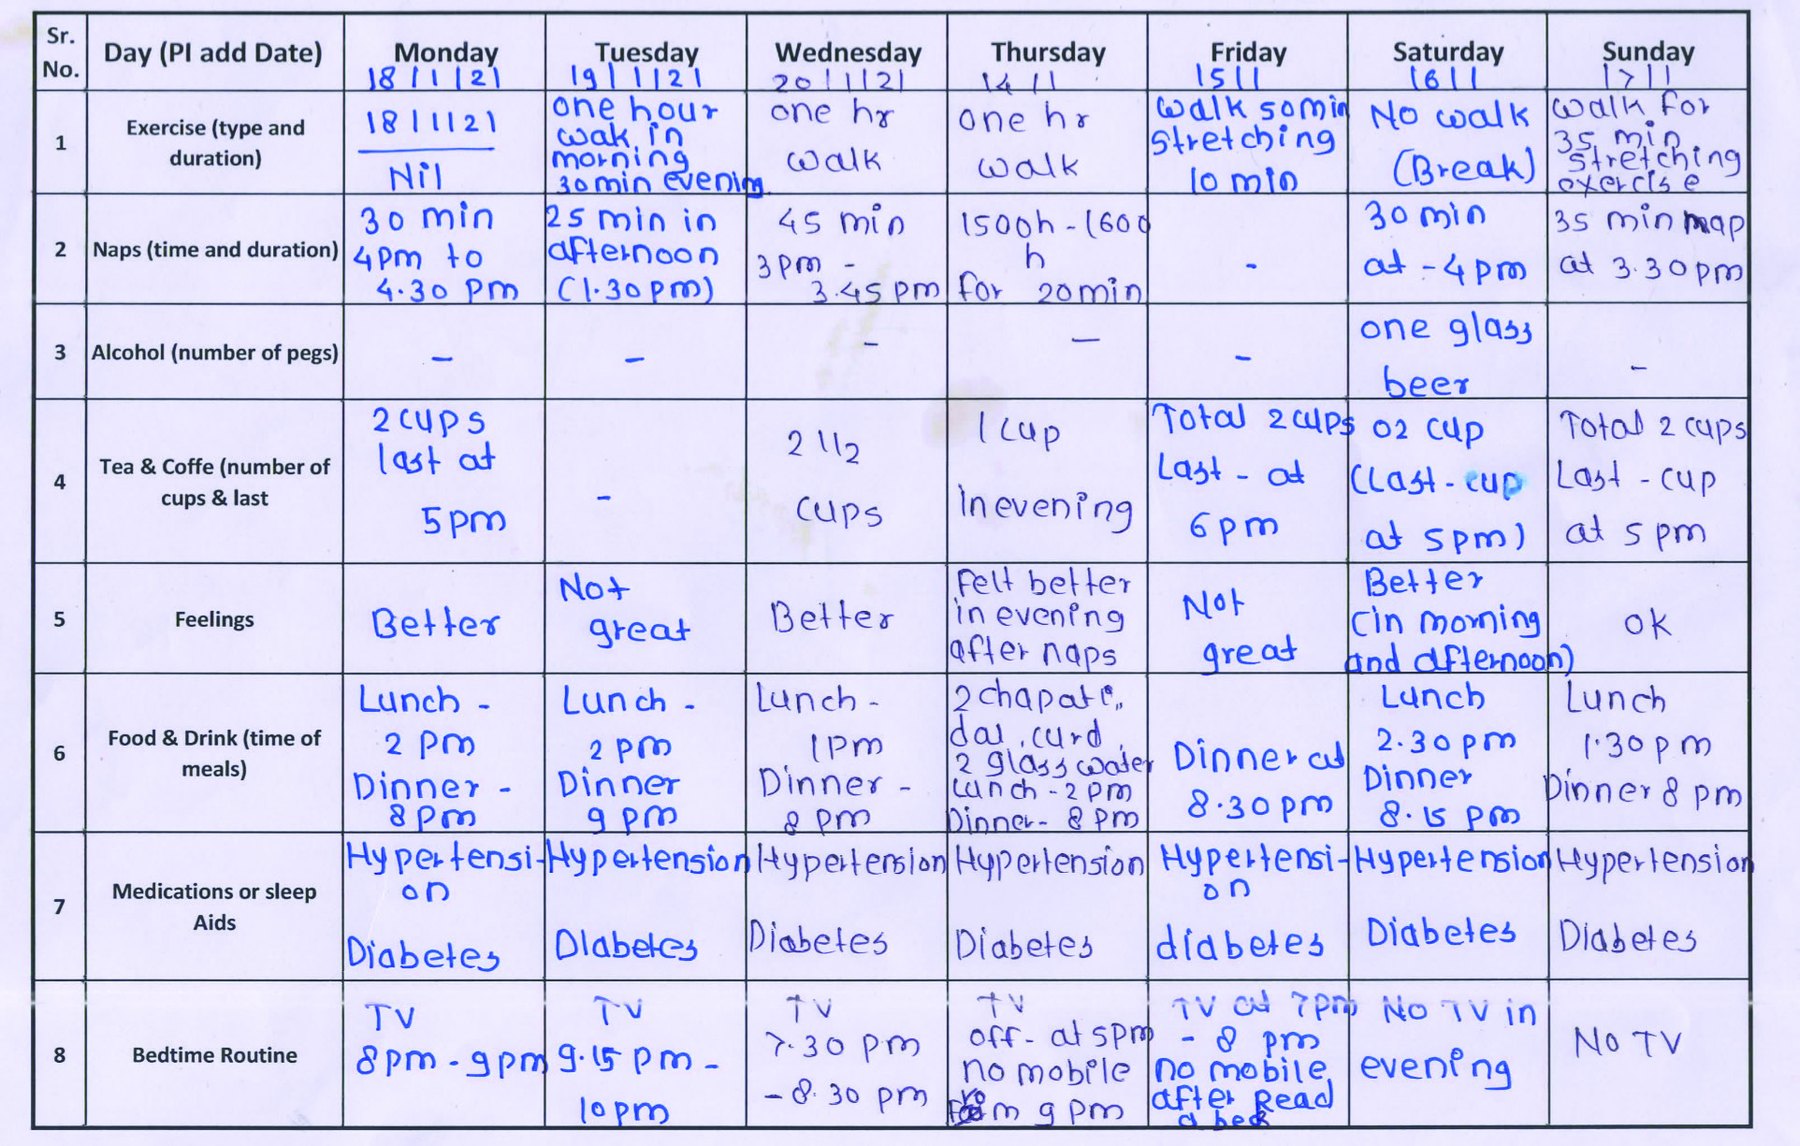 Sr. No. Day (Pl add Date) Monday Tuesday Wednesday Thursday Friday Saturday Sunday
18/1/21 19/1/21 20/1/21 14/1 15/1 16/1 17/1
1
Exercise (type and
duration)
18/1/21
Nil
one hour
wak in
morning
30 min evening
one hr
walk
one hr
walk
walk 50 min
stretching
10 min
No walk
(Break)
walk for
35 min
stretching
exercise
2
Naps (time and duration)
30 min
4pm to
4.30 pm
25 min in
afternoon
(1.30 pm)
45 min
3pm -
3.45 pm
1500h - 1600
h
for 20min
-
30 min
at - 4 pm
35 min nap
at 3.30 pm
3
Alcohol (number of pegs)
-
-
-
-
-
one glass
beer
-
4
Tea & Coffe (number of
cups & last
2 cups
last at
5 pm
-
2 1/2
cups
1 cup
In evening
Total 2 cups
Last - at
6 pm
02 cup
(Last - cup
at 5 pm)
Total 2 cups
Last - cup
at 5 pm
5
Feelings
Better
Not
great
Better
Felt better
in evening
after naps
Not
great
Better
(in morning
and afternoon)
ok
6
Food & Drink (time of
meals)
Lunch -
2 pm
Dinner -
8 pm
Lunch -
2 pm
Dinner
9 pm
Lunch -
1pm
Dinner -
8 pm
2 chapati,
dal, curd
2 glass water
Lunch - 2 pm
Dinner - 8 pm
Dinner at
8.30 pm
Lunch
2.30 pm
Dinner
8.15 pm
Lunch
1.30 pm
Dinner 8 pm
7
Medications or sleep
Aids
Hypertensi-
on
Diabetes
Hypertension
Diabetes
Hypertension
Diabetes
Hypertension
Diabetes
Hypertensi-
on
diabetes
Hypertension
Diabetes
Hypertension
Diabetes
8
Bedtime Routine
TV
8pm - 9pm
TV
9.15 pm -
10 pm
TV
7.30 pm
- 8.30 pm
TV
off - at 5pm
no mobile
9 pm
TV at 7pm
- 8 pm
no mobile
after Read
No TV in
evening
No TV